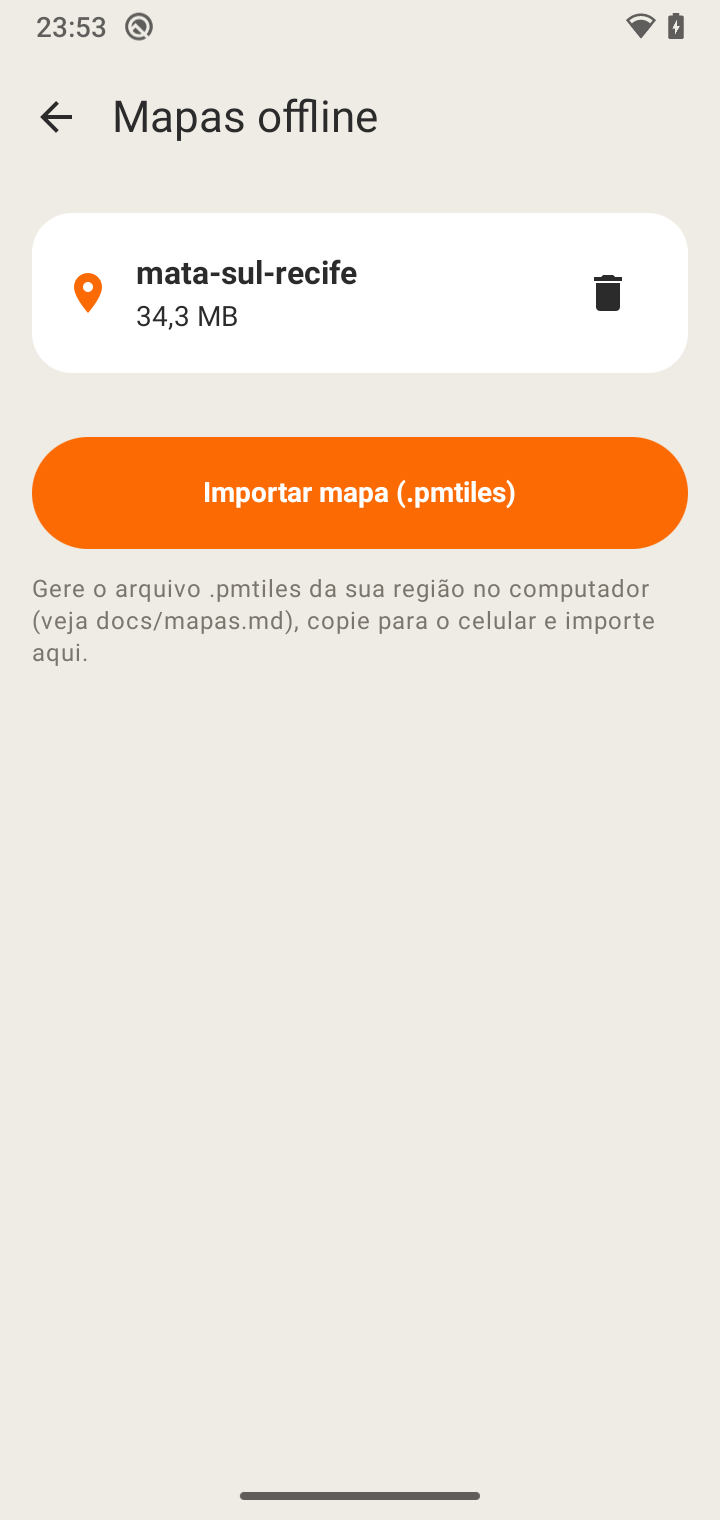 23:53
Mapas offline
mata-sul-recife
34,3 MB
Importar mapa (.pmtiles)
Gere o arquivo .pmtiles da sua região no computador
(veja docs/mapas.md), copie para o celular e importe
aqui.